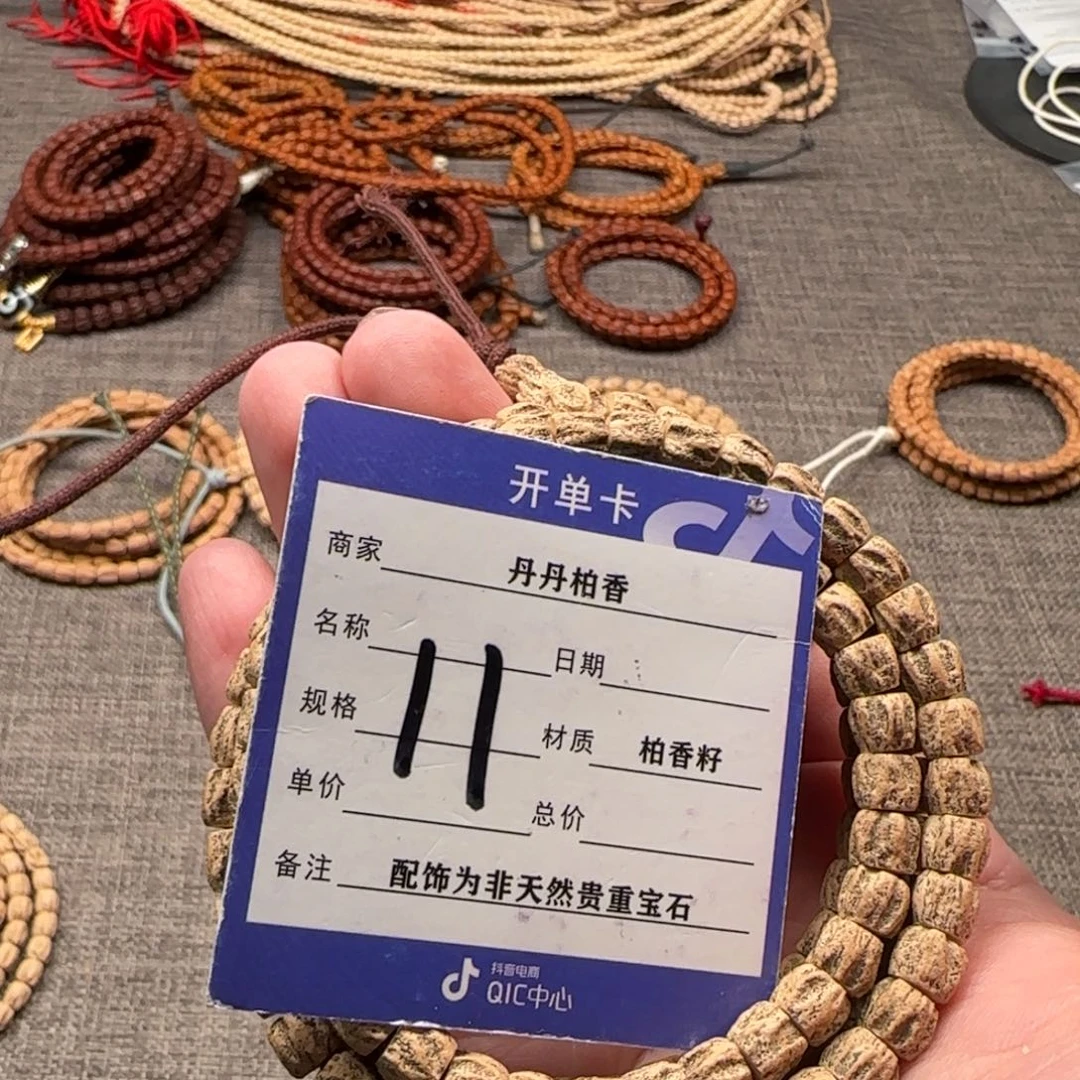 开单卡
商家 丹丹柏香
名称 日期
规格 11 材质 柏香籽
单价 总价
备注 配饰为非天然贵重宝石
抖音电商
QIC中心